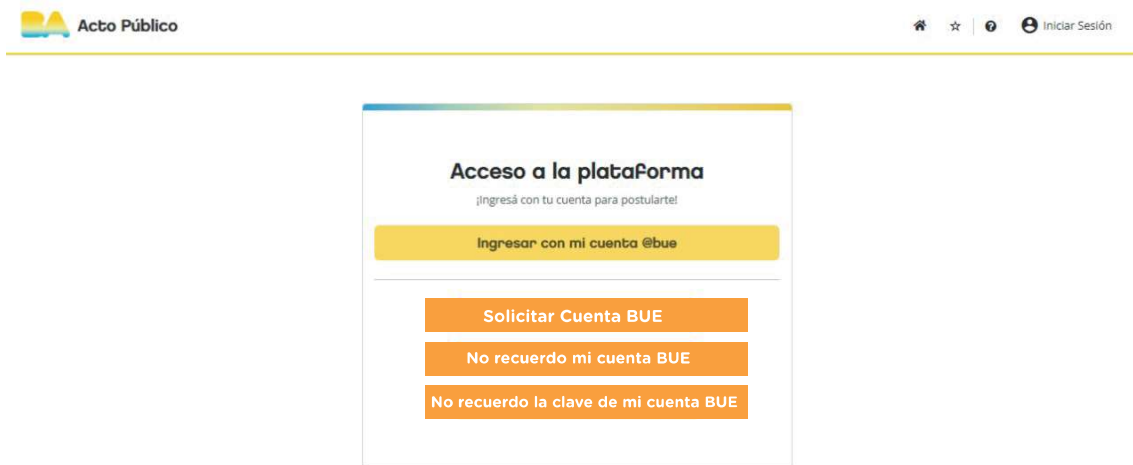 BA Acto Público
Iniciar Sesión
Acceso a la plataforma
¡Ingresá con tu cuenta para postularte!
Ingresar con mi cuenta @bue
Solicitar Cuenta BUE
No recuerdo mi cuenta BUE
No recuerdo la clave de mi cuenta BUE